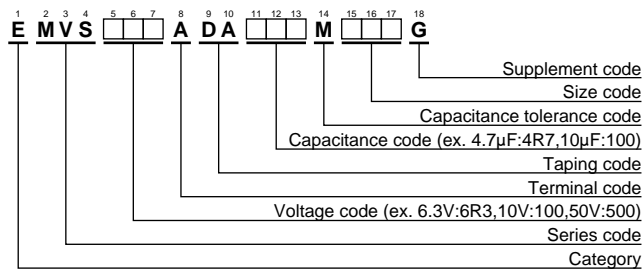 1 2 3 4 5 6 7 8 9 10 11 12 13 14 15 16 17 18
E M V S A D A M G
Supplement code
Size code
Capacitance tolerance code
Capacitance code (ex. 4.7μF:4R7,10μF:100)
Taping code
Terminal code
Voltage code (ex. 6.3V:6R3,10V:100,50V:500)
Series code
Category